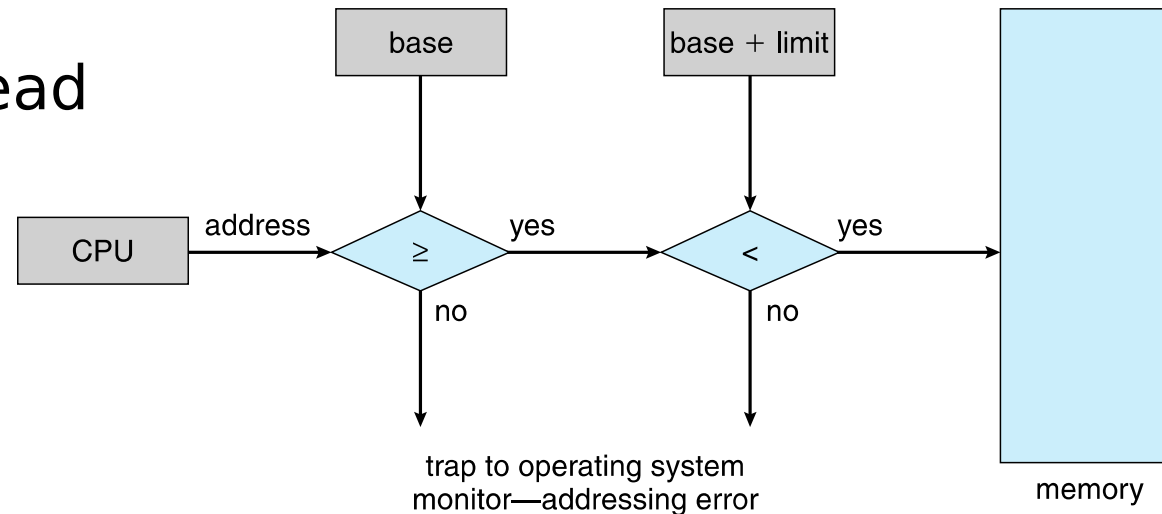 base
base + limit
ead
CPU
address
≥
yes
<
yes
no
no
trap to operating system
monitor—addressing error
memory